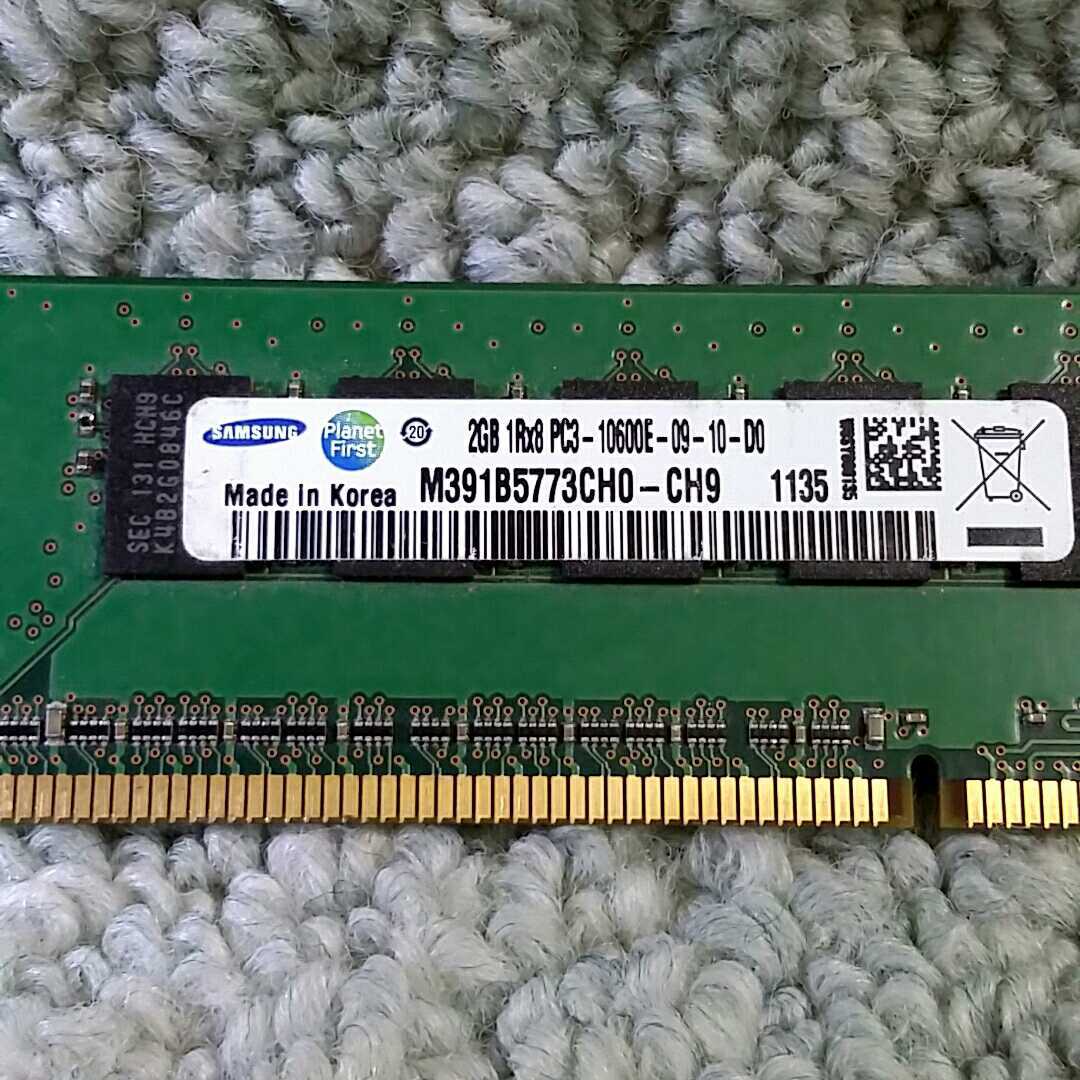 SAMSUNG
Planet
First
20
2GB 1Rx8 PC3-10600E-09-10-D0
Made in Korea
M391B5773CH0-CH9
1135
SEC 131 HCH9
K4B2G0846C